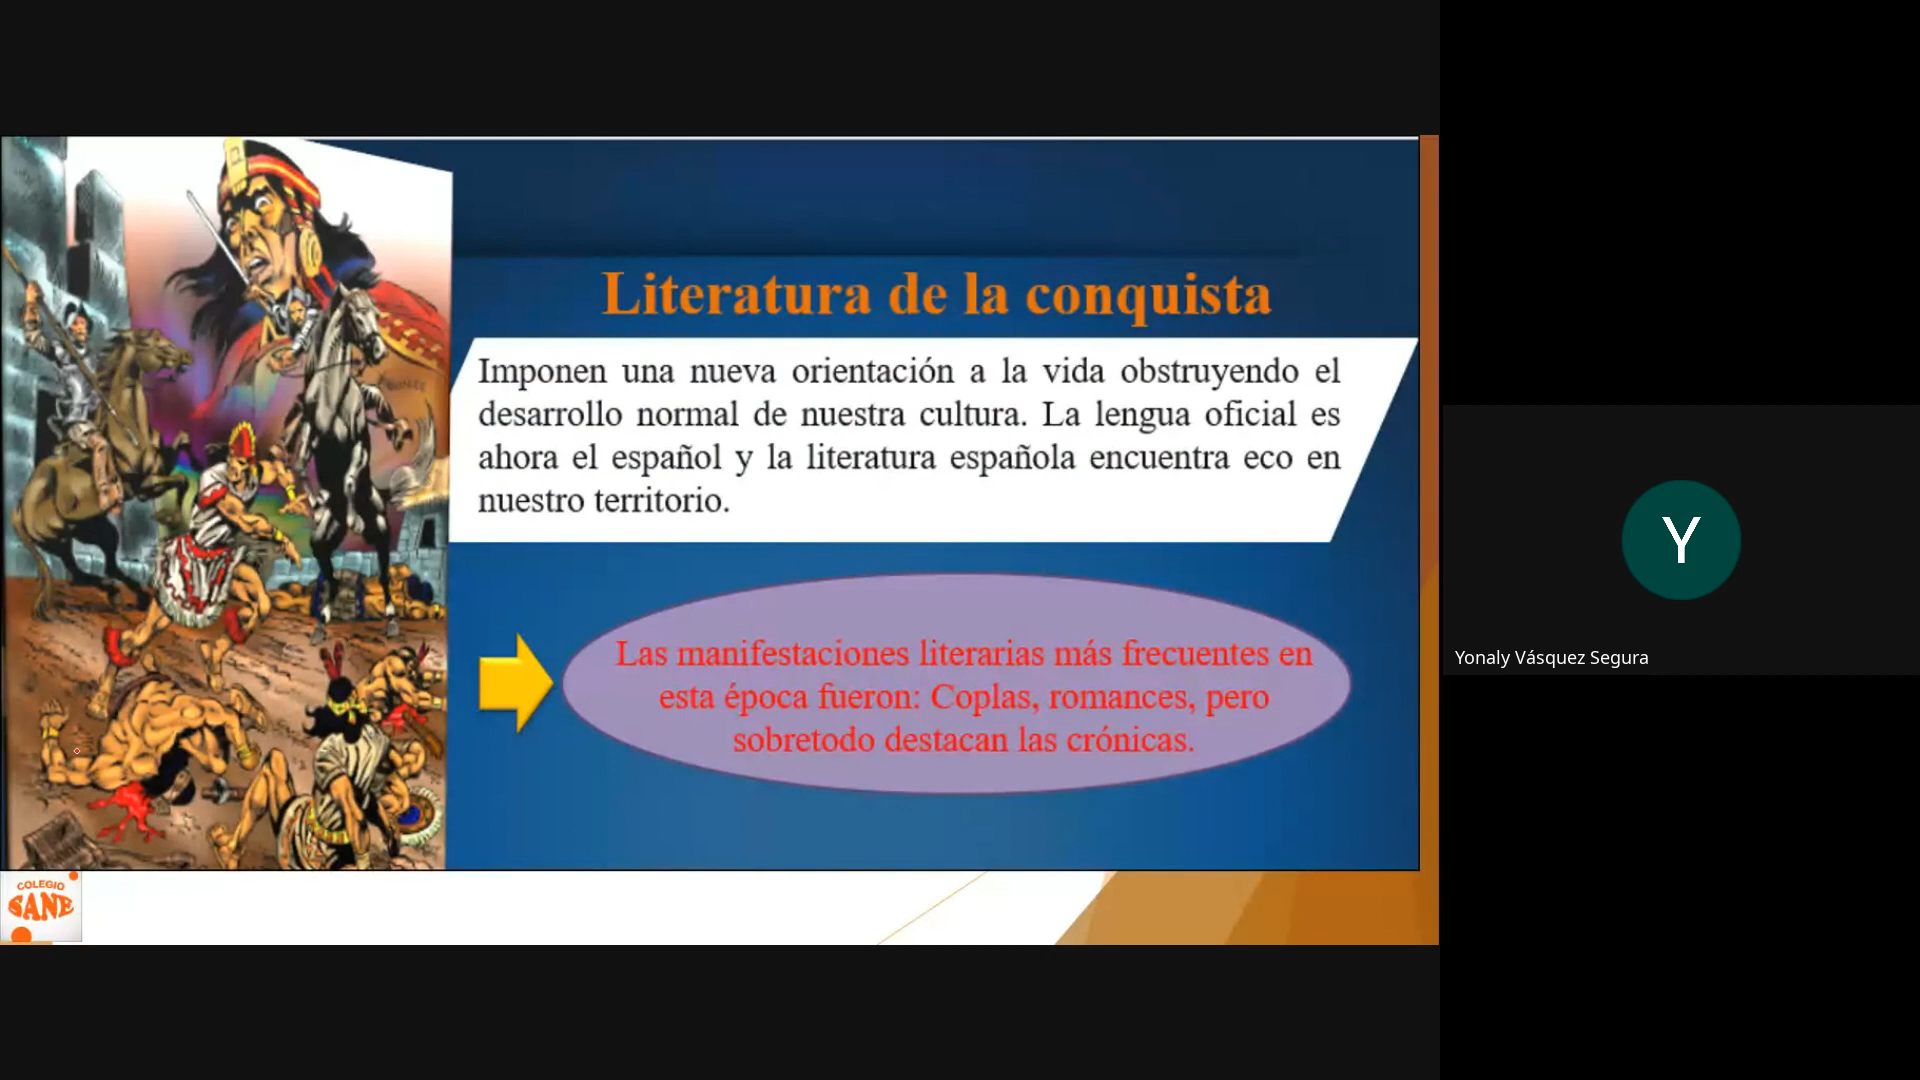 Literatura de la conquista
Imponen una nueva orientación a la vida obstruyendo el
desarrollo normal de nuestra cultura. La lengua oficial es
ahora el español y la literatura española encuentra eco en
nuestro territorio.
Las manifestaciones literarias más frecuentes en
esta época fueron: Coplas, romances, pero
sobretodo destacan las crónicas.
COLEGIO
SANE
Y
Yonaly Vásquez Segura